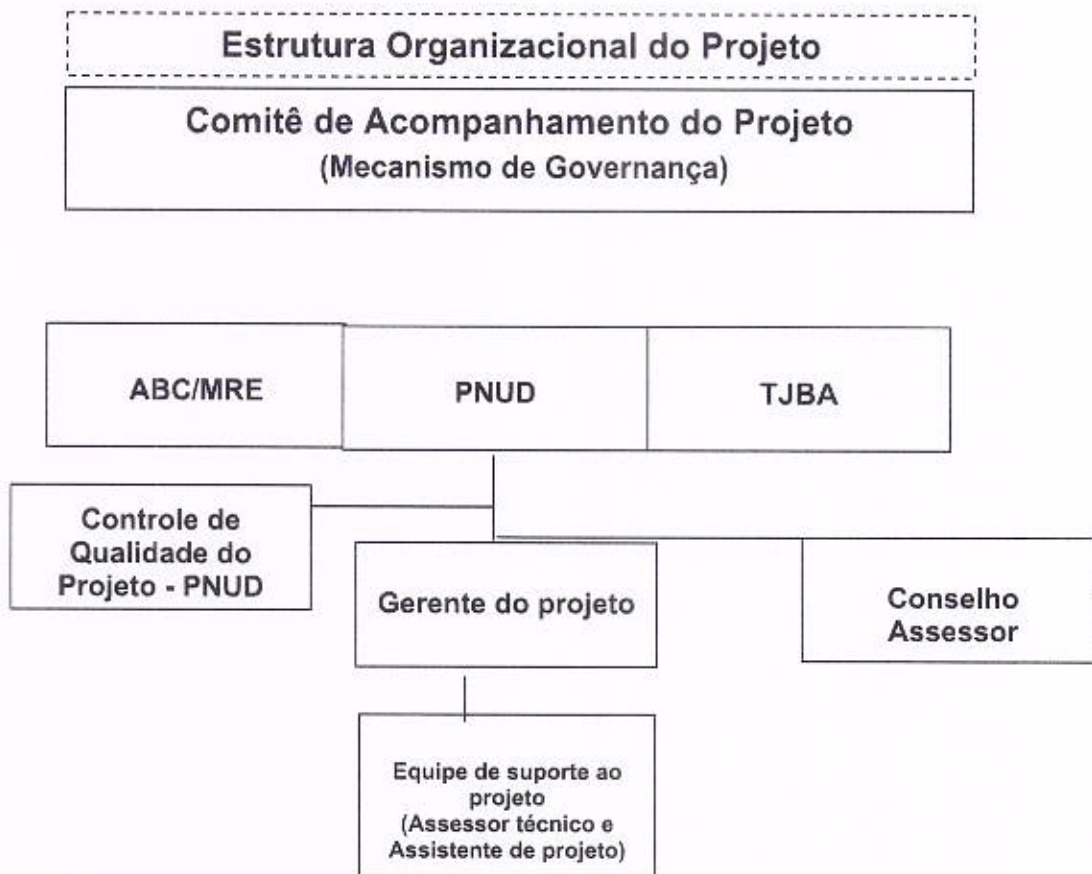 Estrutura Organizacional do Projeto
Comitê de Acompanhamento do Projeto
(Mecanismo de Governança)
ABC/MRE
PNUD
TJBA
Controle de
Qualidade do
Projeto - PNUD
Gerente do projeto
Conselho
Assessor
Equipe de suporte ao
projeto
(Assessor técnico e
Assistente de projeto)